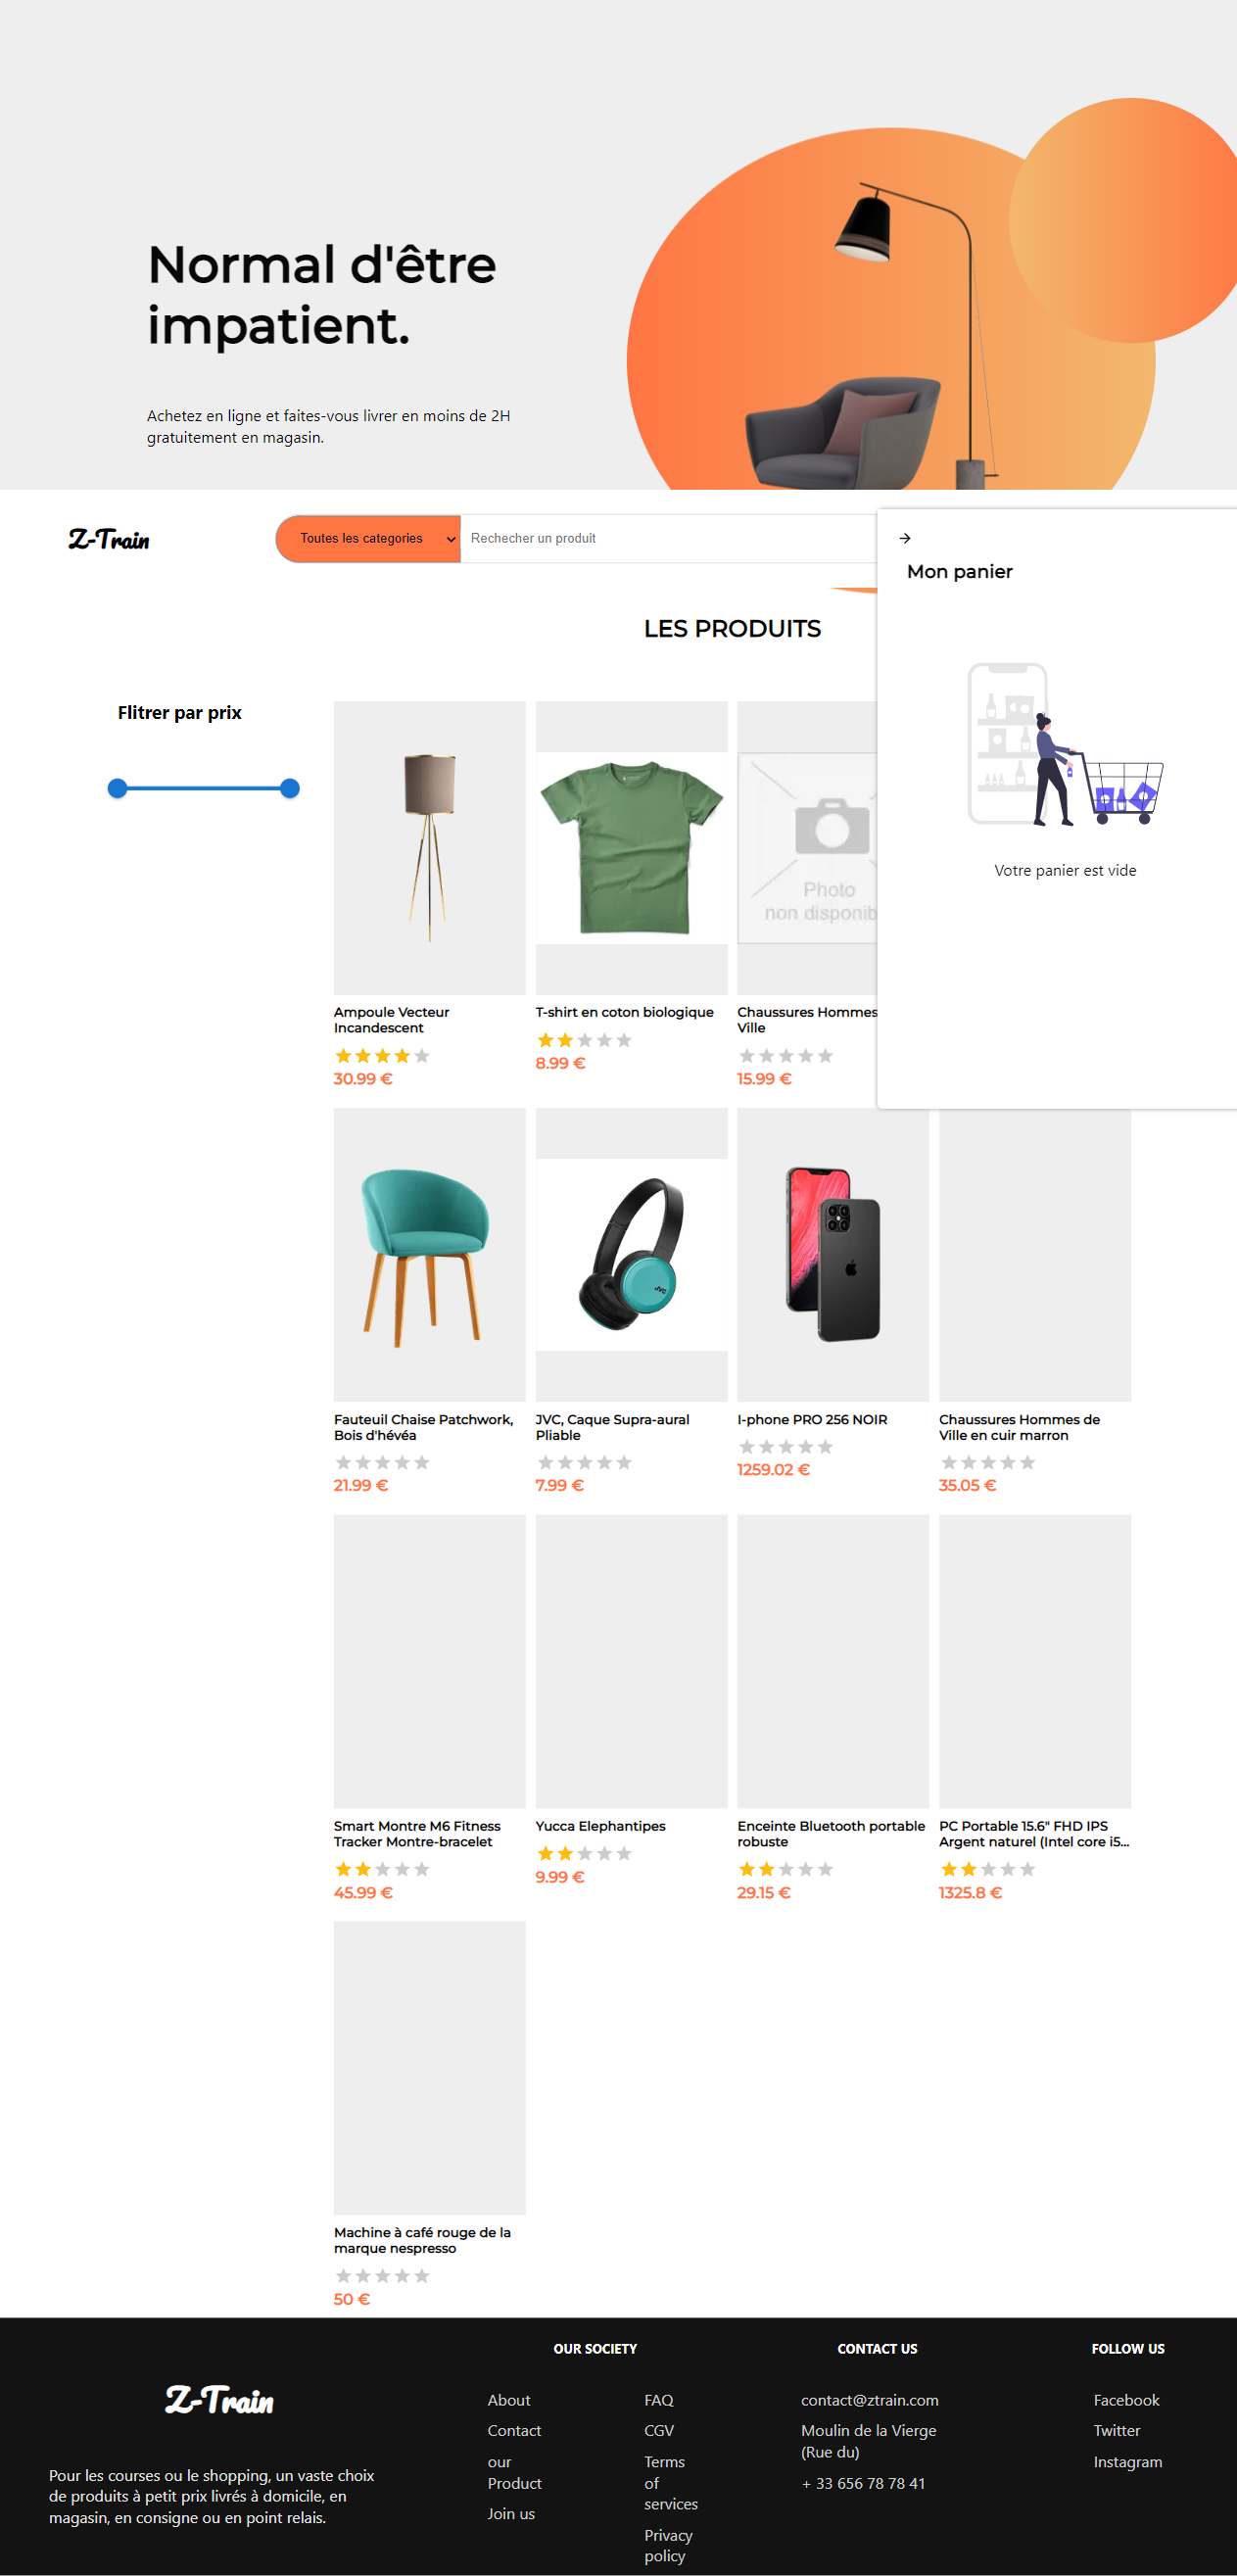 Normal d'être
impatient.
Achetez en ligne et faites-vous livrer en moins de 2H
gratuitement en magasin.
Z-Train
Toutes les categories
Rechecher un produit
Mon panier
Votre panier est vide
LES PRODUITS
Flitrer par prix
Photo
non disponib
Ampoule Vecteur
Incandescent
30.99 €
T-shirt en coton biologique
8.99 €
Chaussures Hommes
Ville
15.99 €
Fauteuil Chaise Patchwork,
Bois d'hévéa
21.99 €
JVC
JVC, Caque Supra-aural
Pliable
7.99 €
I-phone PRO 256 NOIR
1259.02 €
Chaussures Hommes de
Ville en cuir marron
35.05 €
Smart Montre M6 Fitness
Tracker Montre-bracelet
45.99 €
Yucca Elephantipes
9.99 €
Enceinte Bluetooth portable
robuste
29.15 €
PC Portable 15.6" FHD IPS
Argent naturel (Intel core i5...
1325.8 €
Machine à café rouge de la
marque nespresso
50 €
Z-Train
Pour les courses ou le shopping, un vaste choix
de produits à petit prix livrés à domicile, en
magasin, en consigne ou en point relais.
OUR SOCIETY
About
Contact
our
Product
Join us
FAQ
CGV
Terms
of
services
Privacy
policy
CONTACT US
contact@ztrain.com
Moulin de la Vierge
(Rue du)
+ 33 656 78 78 41
FOLLOW US
Facebook
Twitter
Instagram